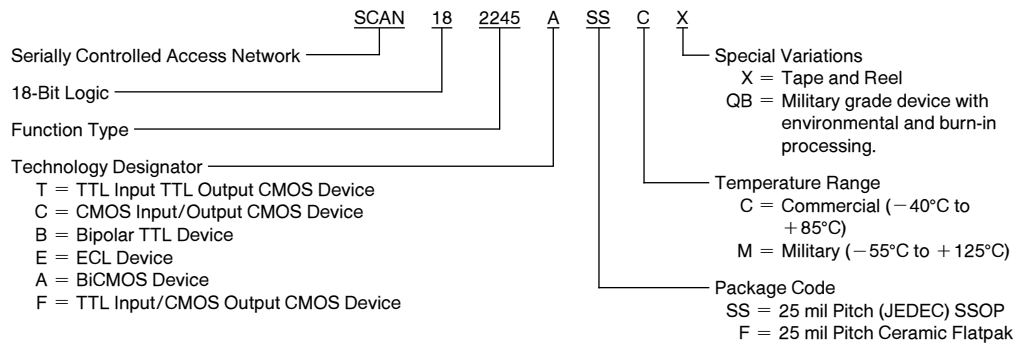 SCAN 18 2245 A SS C X
Serially Controlled Access Network
18-Bit Logic
Function Type
Technology Designator
T = TTL Input TTL Output CMOS Device
C = CMOS Input/Output CMOS Device
B = Bipolar TTL Device
E = ECL Device
A = BiCMOS Device
F = TTL Input/CMOS Output CMOS Device
Special Variations
X = Tape and Reel
QB = Military grade device with
environmental and burn-in
processing.
Temperature Range
C = Commercial (−40°C to
+85°C)
M = Military (−55°C to +125°C)
Package Code
SS = 25 mil Pitch (JEDEC) SSOP
F = 25 mil Pitch Ceramic Flatpak